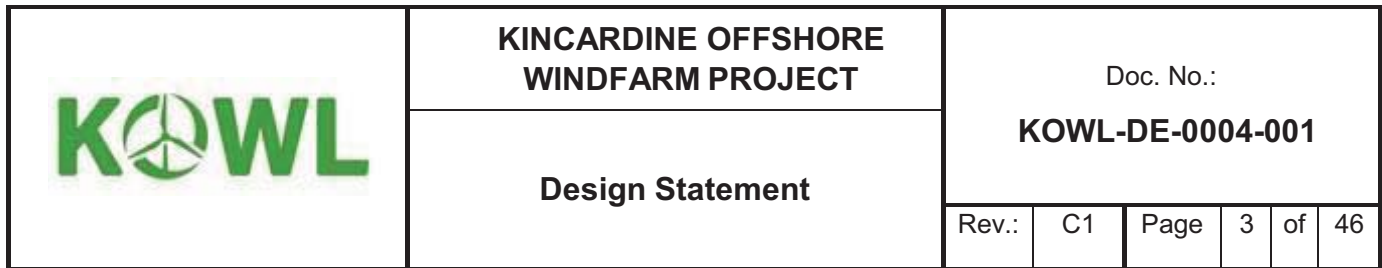 KOWL
KINCARDINE OFFSHORE
WINDFARM PROJECT
Design Statement
Doc. No.:
KOWL-DE-0004-001
Rev.: C1 Page 3 of 46